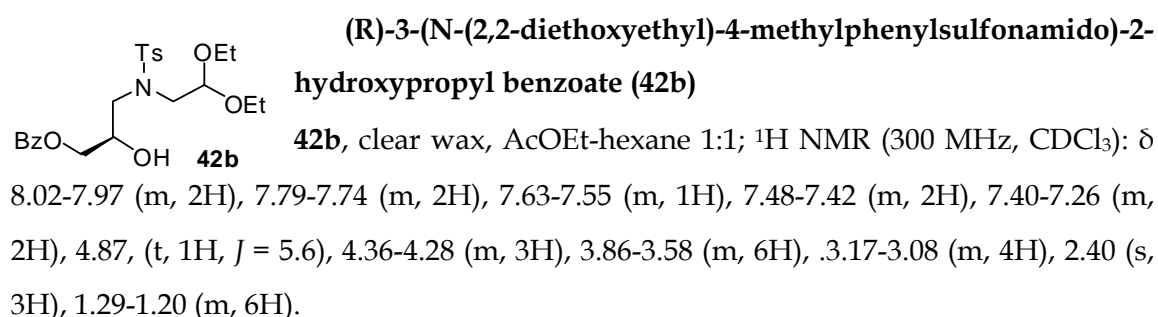 (R)-3-(N-(2,2-diethoxyethyl)-4-methylphenylsulfonamido)-2-
hydroxypropyl benzoate (42b)
Ts
OEt
N
OEt
BzO
OH 42b
42b, clear wax, AcOEt-hexane 1:1; ¹H NMR (300 MHz, CDCl₃): δ
8.02-7.97 (m, 2H), 7.79-7.74 (m, 2H), 7.63-7.55 (m, 1H), 7.48-7.42 (m, 2H), 7.40-7.26 (m,
2H), 4.87, (t, 1H, J = 5.6), 4.36-4.28 (m, 3H), 3.86-3.58 (m, 6H), .3.17-3.08 (m, 4H), 2.40 (s,
3H), 1.29-1.20 (m, 6H).